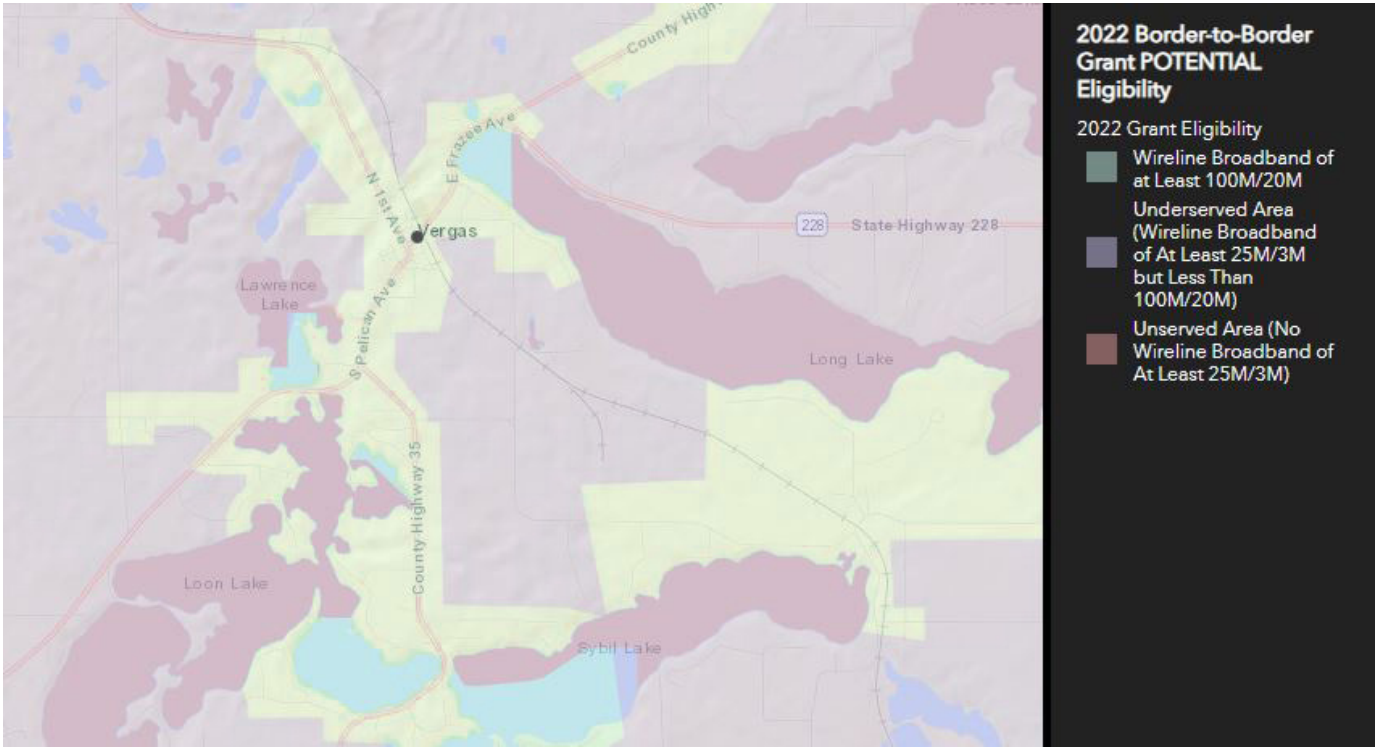 County High
E Frazee Ave
N 1st Ave
Vergas
228
State Highway 228
Lawrence
Lake
S Pelican Ave
Long Lake
County Highway 35
Loon Lake
Sybil Lake
2022 Border-to-Border
Grant POTENTIAL
Eligibility
2022 Grant Eligibility
Wireline Broadband of
at Least 100M/20M
Underserved Area
(Wireline Broadband
of At Least 25M/3M
but Less Than
100M/20M)
Unserved Area (No
Wireline Broadband of
At Least 25M/3M)